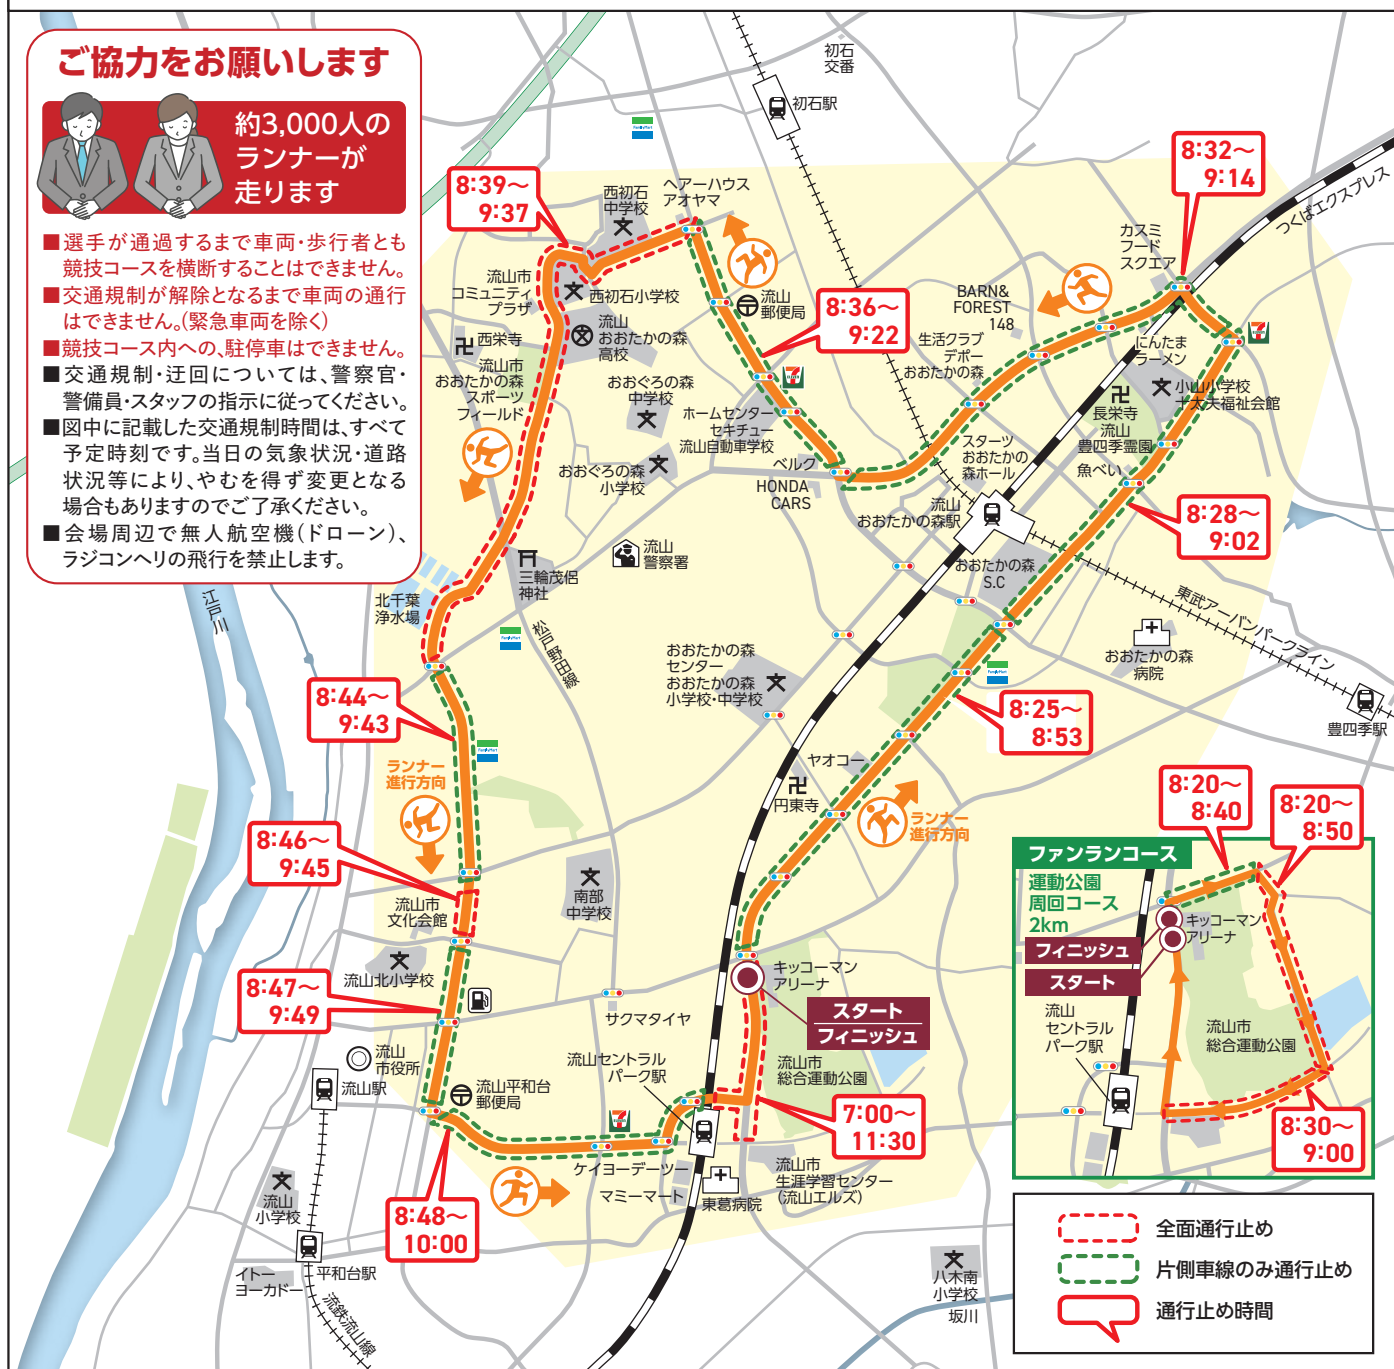 ご協力をお願いします
約3,000人の
ランナーが
走ります
■選手が通過するまで車両・歩行者とも
競技コースを横断することはできません。
■交通規制が解除となるまで車両の通行
はできません。(緊急車両を除く)
■競技コース内への、駐停車はできません。
■交通規制・迂回については、警察官・
警備員・スタッフの指示に従ってください。
■図中に記載した交通規制時間は、すべて
予定時刻です。当日の気象状況・道路
状況等により、やむを得ず変更となる
場合もありますのでご了承ください。
■会場周辺で無人航空機(ドローン)、
ラジコンヘリの飛行を禁止します。
初石
交番
初石駅
FamilyMart
8:32〜
9:14
つくばエクスプレス
8:39〜
9:37
西初石
中学校
ヘアーハウス
アオヤマ
カスミ
フード
スクエア
流山市
コミュニティ
プラザ
西初石小学校
流山
郵便局
8:36〜
9:22
BARN&
FOREST
148
にんたま
ラーメン
西栄寺
流山
おおたかの森
高校
生活クラブ
デポー
おおたかの森
流山市
おおたかの森
スポーツ
フィールド
おおぐろの森
中学校
ホームセンター
セキチュー
流山自動車学校
小山小学校
十太夫福祉会館
長栄寺
流山
豊四季霊園
おおぐろの森
小学校
ベルク
HONDA
CARS
スターツ
おおたかの
森ホール
魚べい
流山
おおたかの森駅
8:28〜
9:02
流山
警察署
三輪茂侶
神社
おおたかの森
S.C
北千葉
浄水場
江戸川
松戸野田線
FamilyMart
東武アーバンパークライン
おおたかの森
病院
おおたかの森
センター
おおたかの森
小学校・中学校
FamilyMart
豊四季駅
8:44〜
9:43
8:25〜
8:53
FamilyMart
ランナー
進行方向
ヤオコー
円東寺
ランナー
進行方向
8:46〜
9:45
南部
中学校
流山市
文化会館
流山北小学校
キッコーマン
アリーナ
スタート
フィニッシュ
8:47〜
9:49
サクマタイヤ
流山
市役所
流山セントラル
パーク駅
流山市
総合運動公園
流山駅
流山平和台
郵便局
7:00〜
11:30
ケイヨーデーツー
マミーマート
東葛病院
流山市
生涯学習センター
(流山エルズ)
流山
小学校
8:48〜
10:00
平和台駅
イトー
ヨーカドー
流鉄流山線
八木南
小学校
坂川
8:20〜
8:40
8:20〜
8:50
ファンランコース
運動公園
周回コース
2km
キッコーマン
アリーナ
フィニッシュ
スタート
流山
セントラル
パーク駅
流山市
総合運動公園
8:30〜
9:00
全面通行止め
片側車線のみ通行止め
通行止め時間